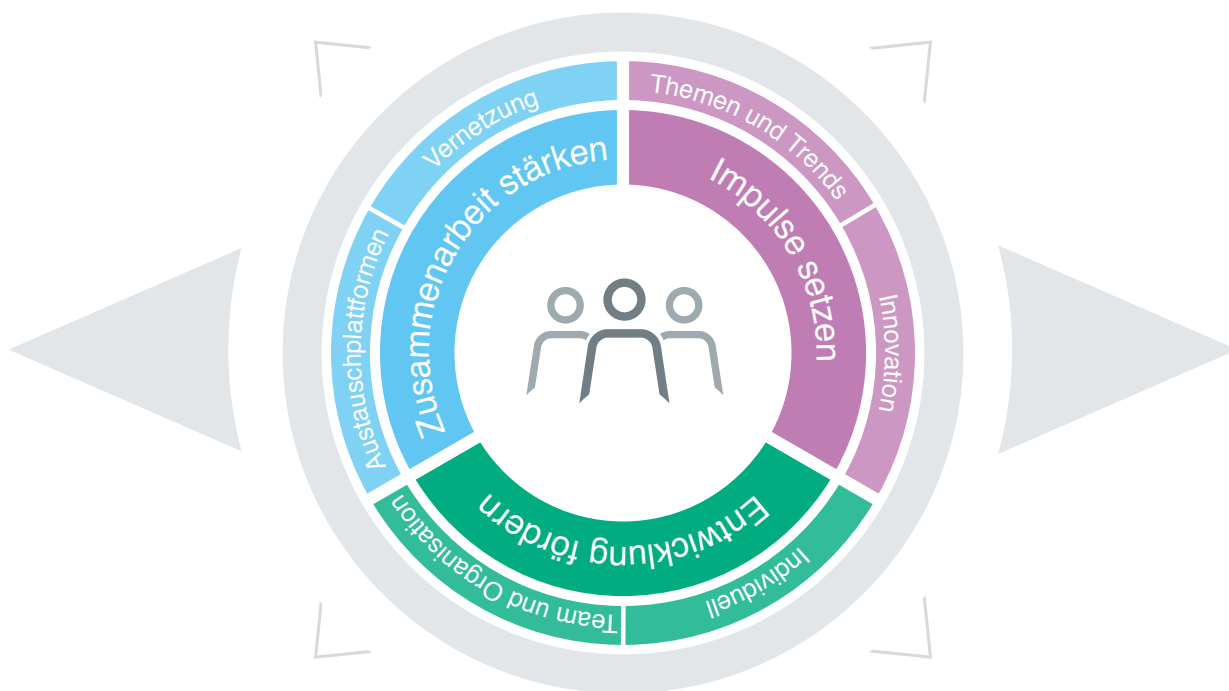 Vernetzung
Themen und Trends
Zusammenarbeit stärken
Impulse setzen
Austauschplattformen
Innovation
Entwicklung fördern
Team und Organisation
Individuell